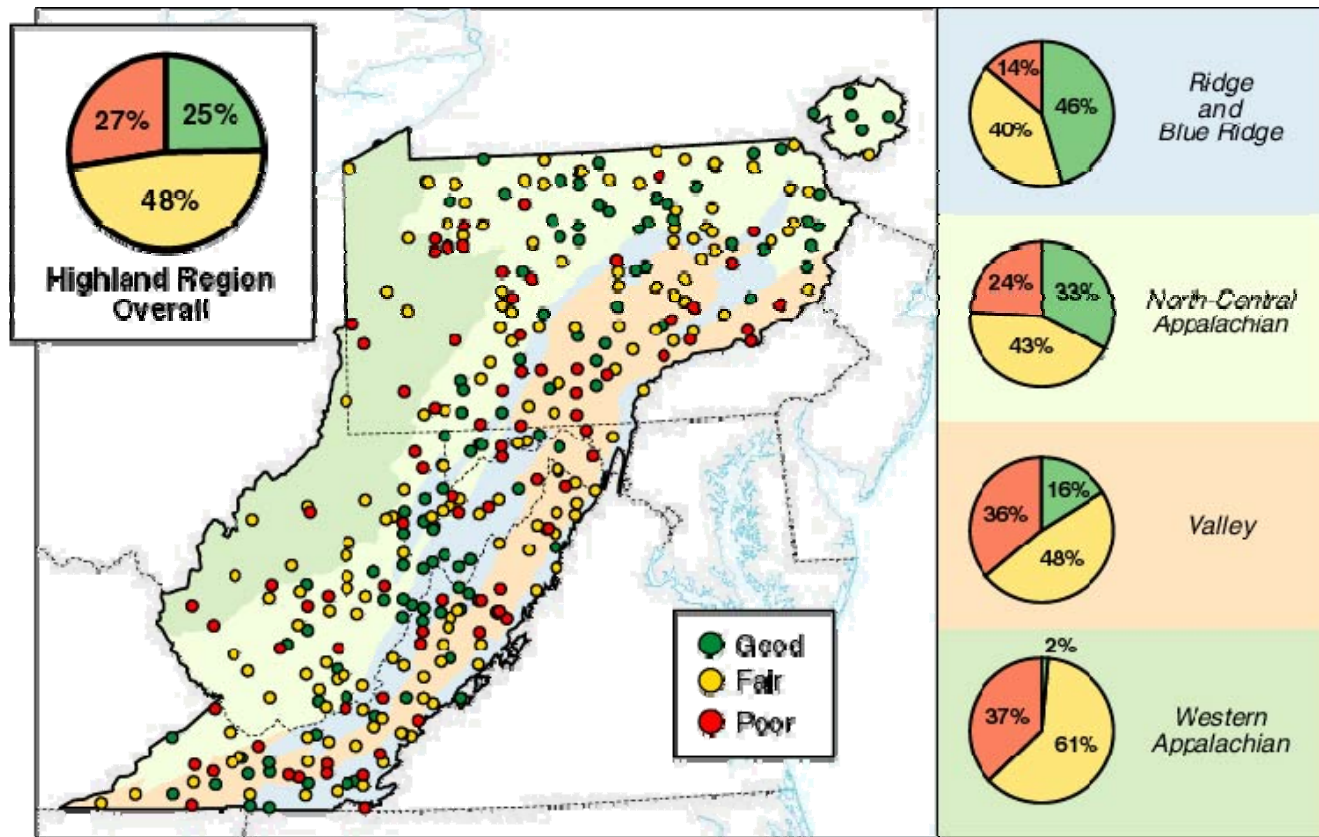 27%
25%
48%
Highland Region
Overall
Good
Fair
Poor
14%
46%
40%
Ridge
and
Blue Ridge
24%
33%
43%
North-Central
Appalachian
36%
16%
48%
Valley
2%
37%
61%
Western
Appalachian